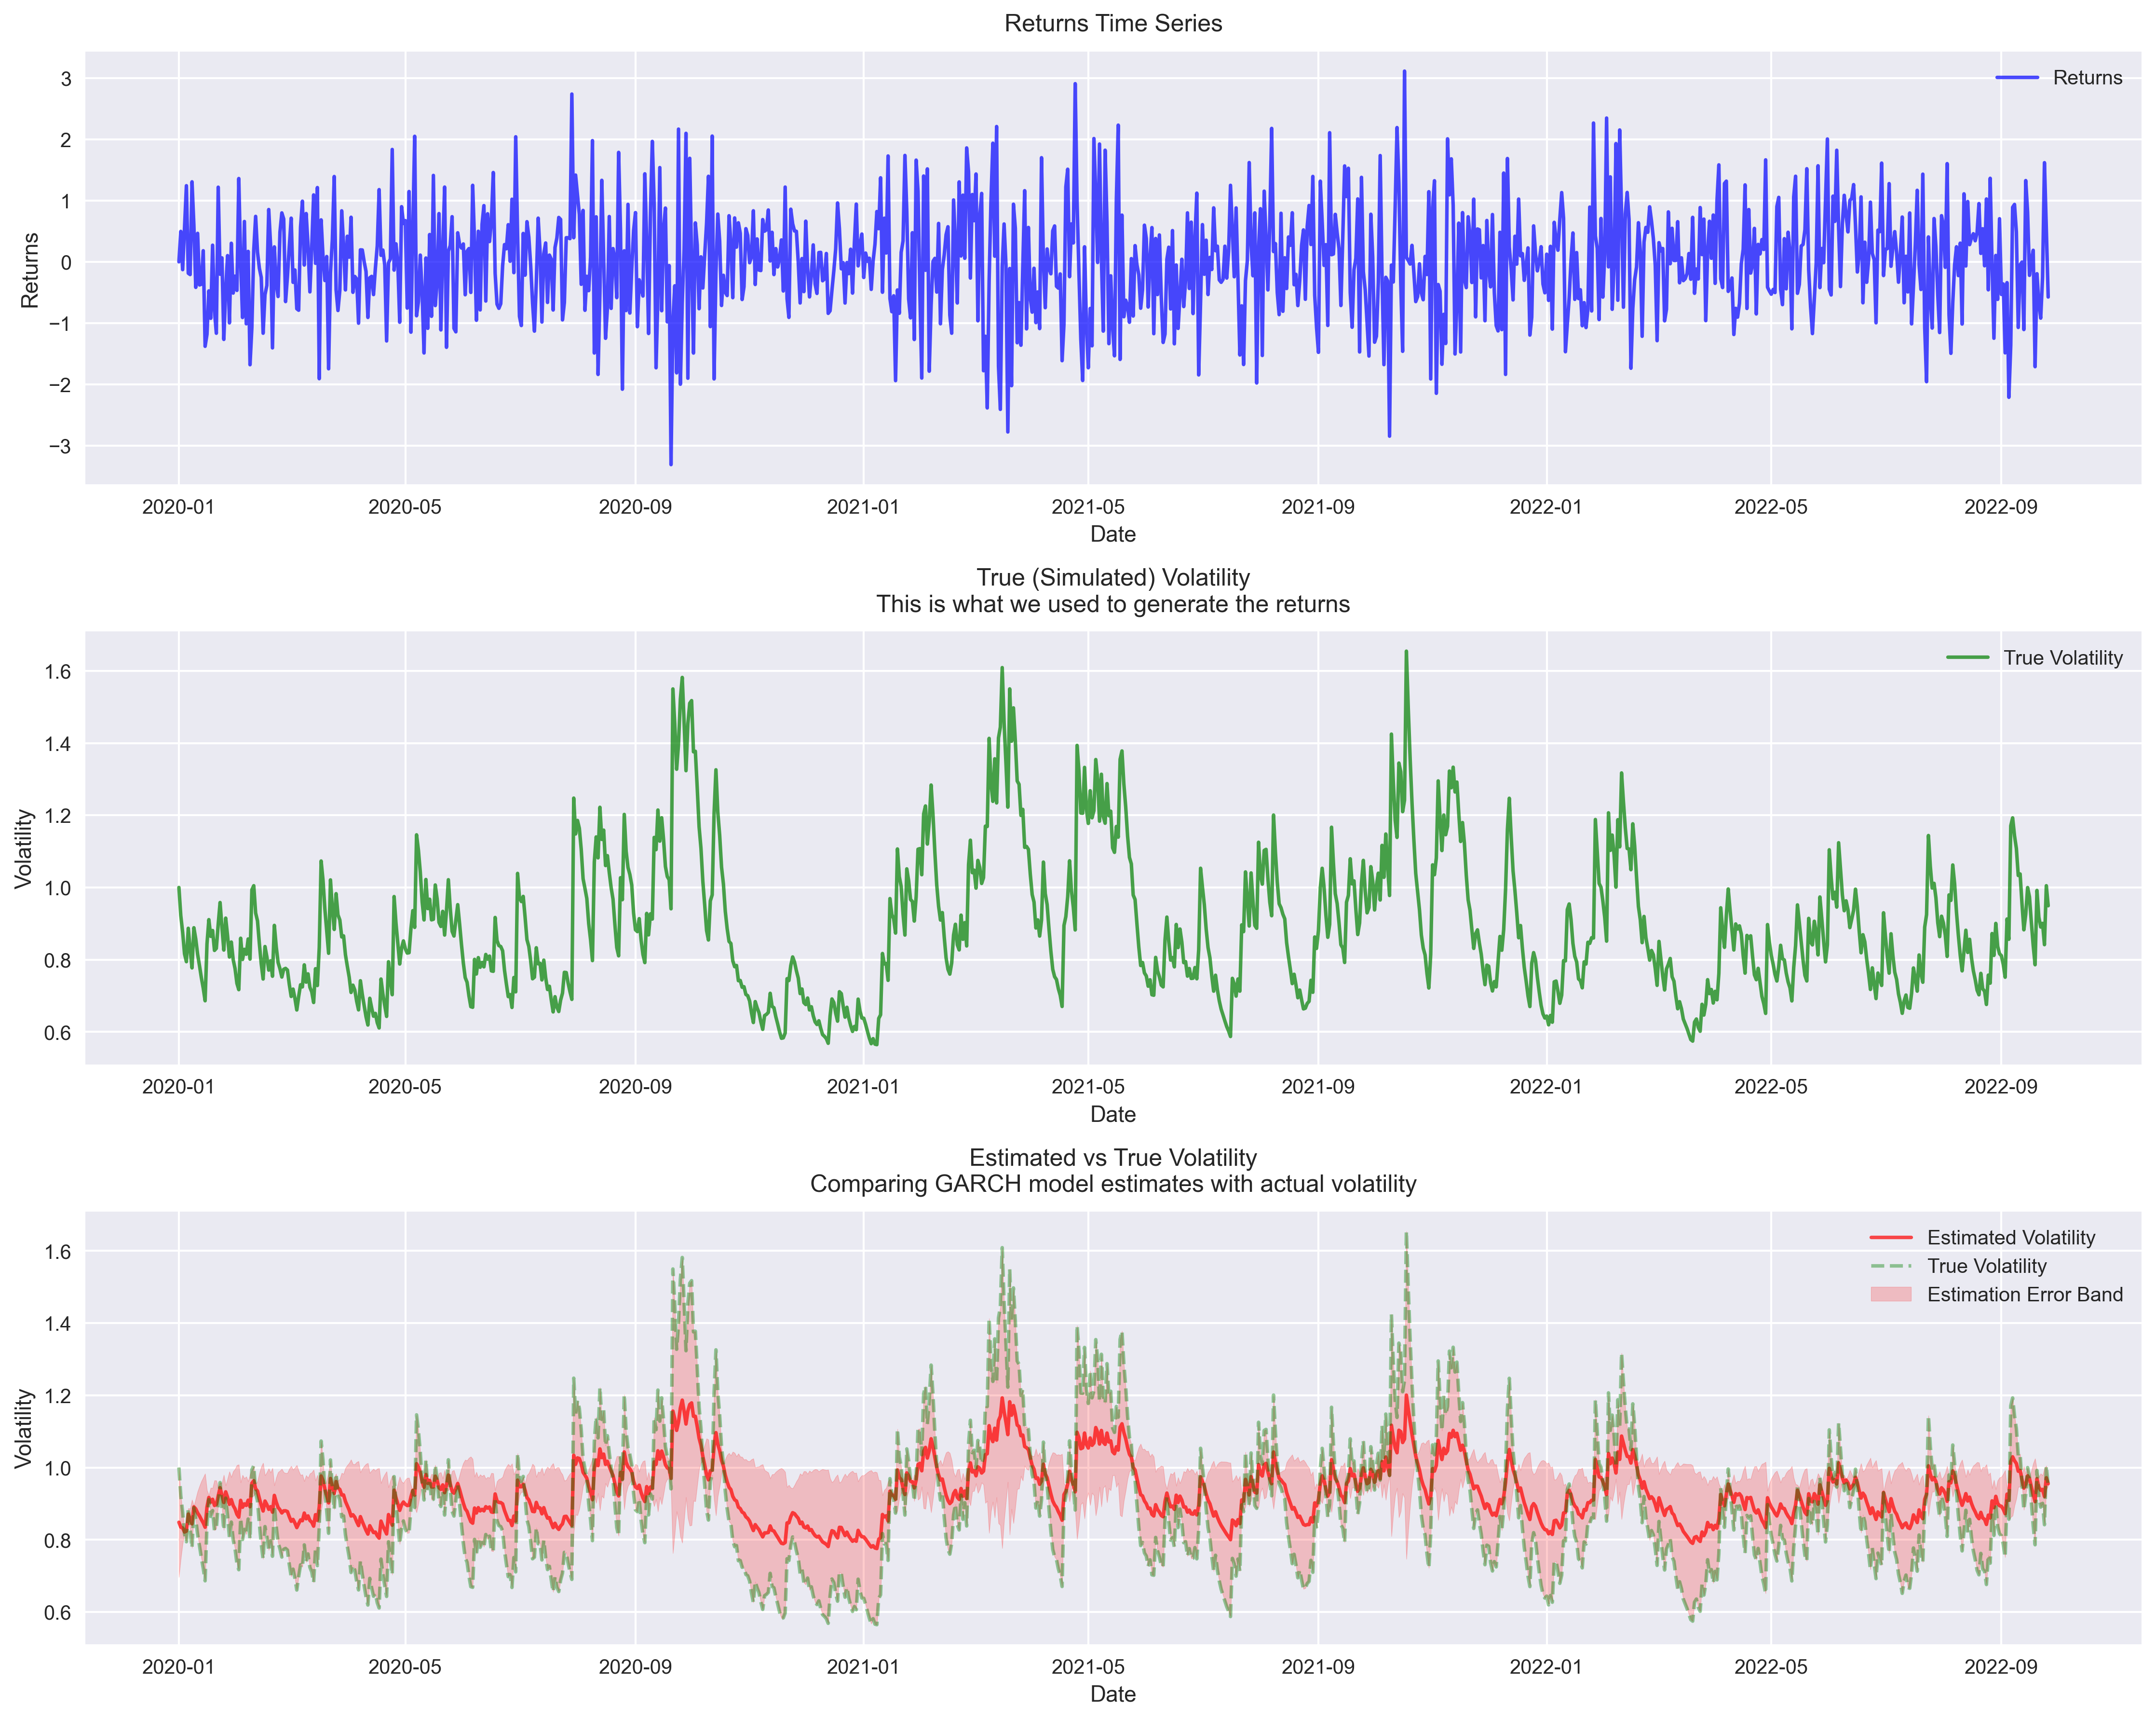 Returns Time Series
Returns
3
2
1
0
−1
−2
−3
Returns
2020-01 2020-05 2020-09 2021-01 2021-05 2021-09 2022-01 2022-05 2022-09
Date
True (Simulated) Volatility
This is what we used to generate the returns
True Volatility
1.6
1.4
1.2
1.0
0.8
0.6
Volatility
2020-01 2020-05 2020-09 2021-01 2021-05 2021-09 2022-01 2022-05 2022-09
Date
Estimated vs True Volatility
Comparing GARCH model estimates with actual volatility
Estimated Volatility
True Volatility
Estimation Error Band
1.6
1.4
1.2
1.0
0.8
0.6
Volatility
2020-01 2020-05 2020-09 2021-01 2021-05 2021-09 2022-01 2022-05 2022-09
Date